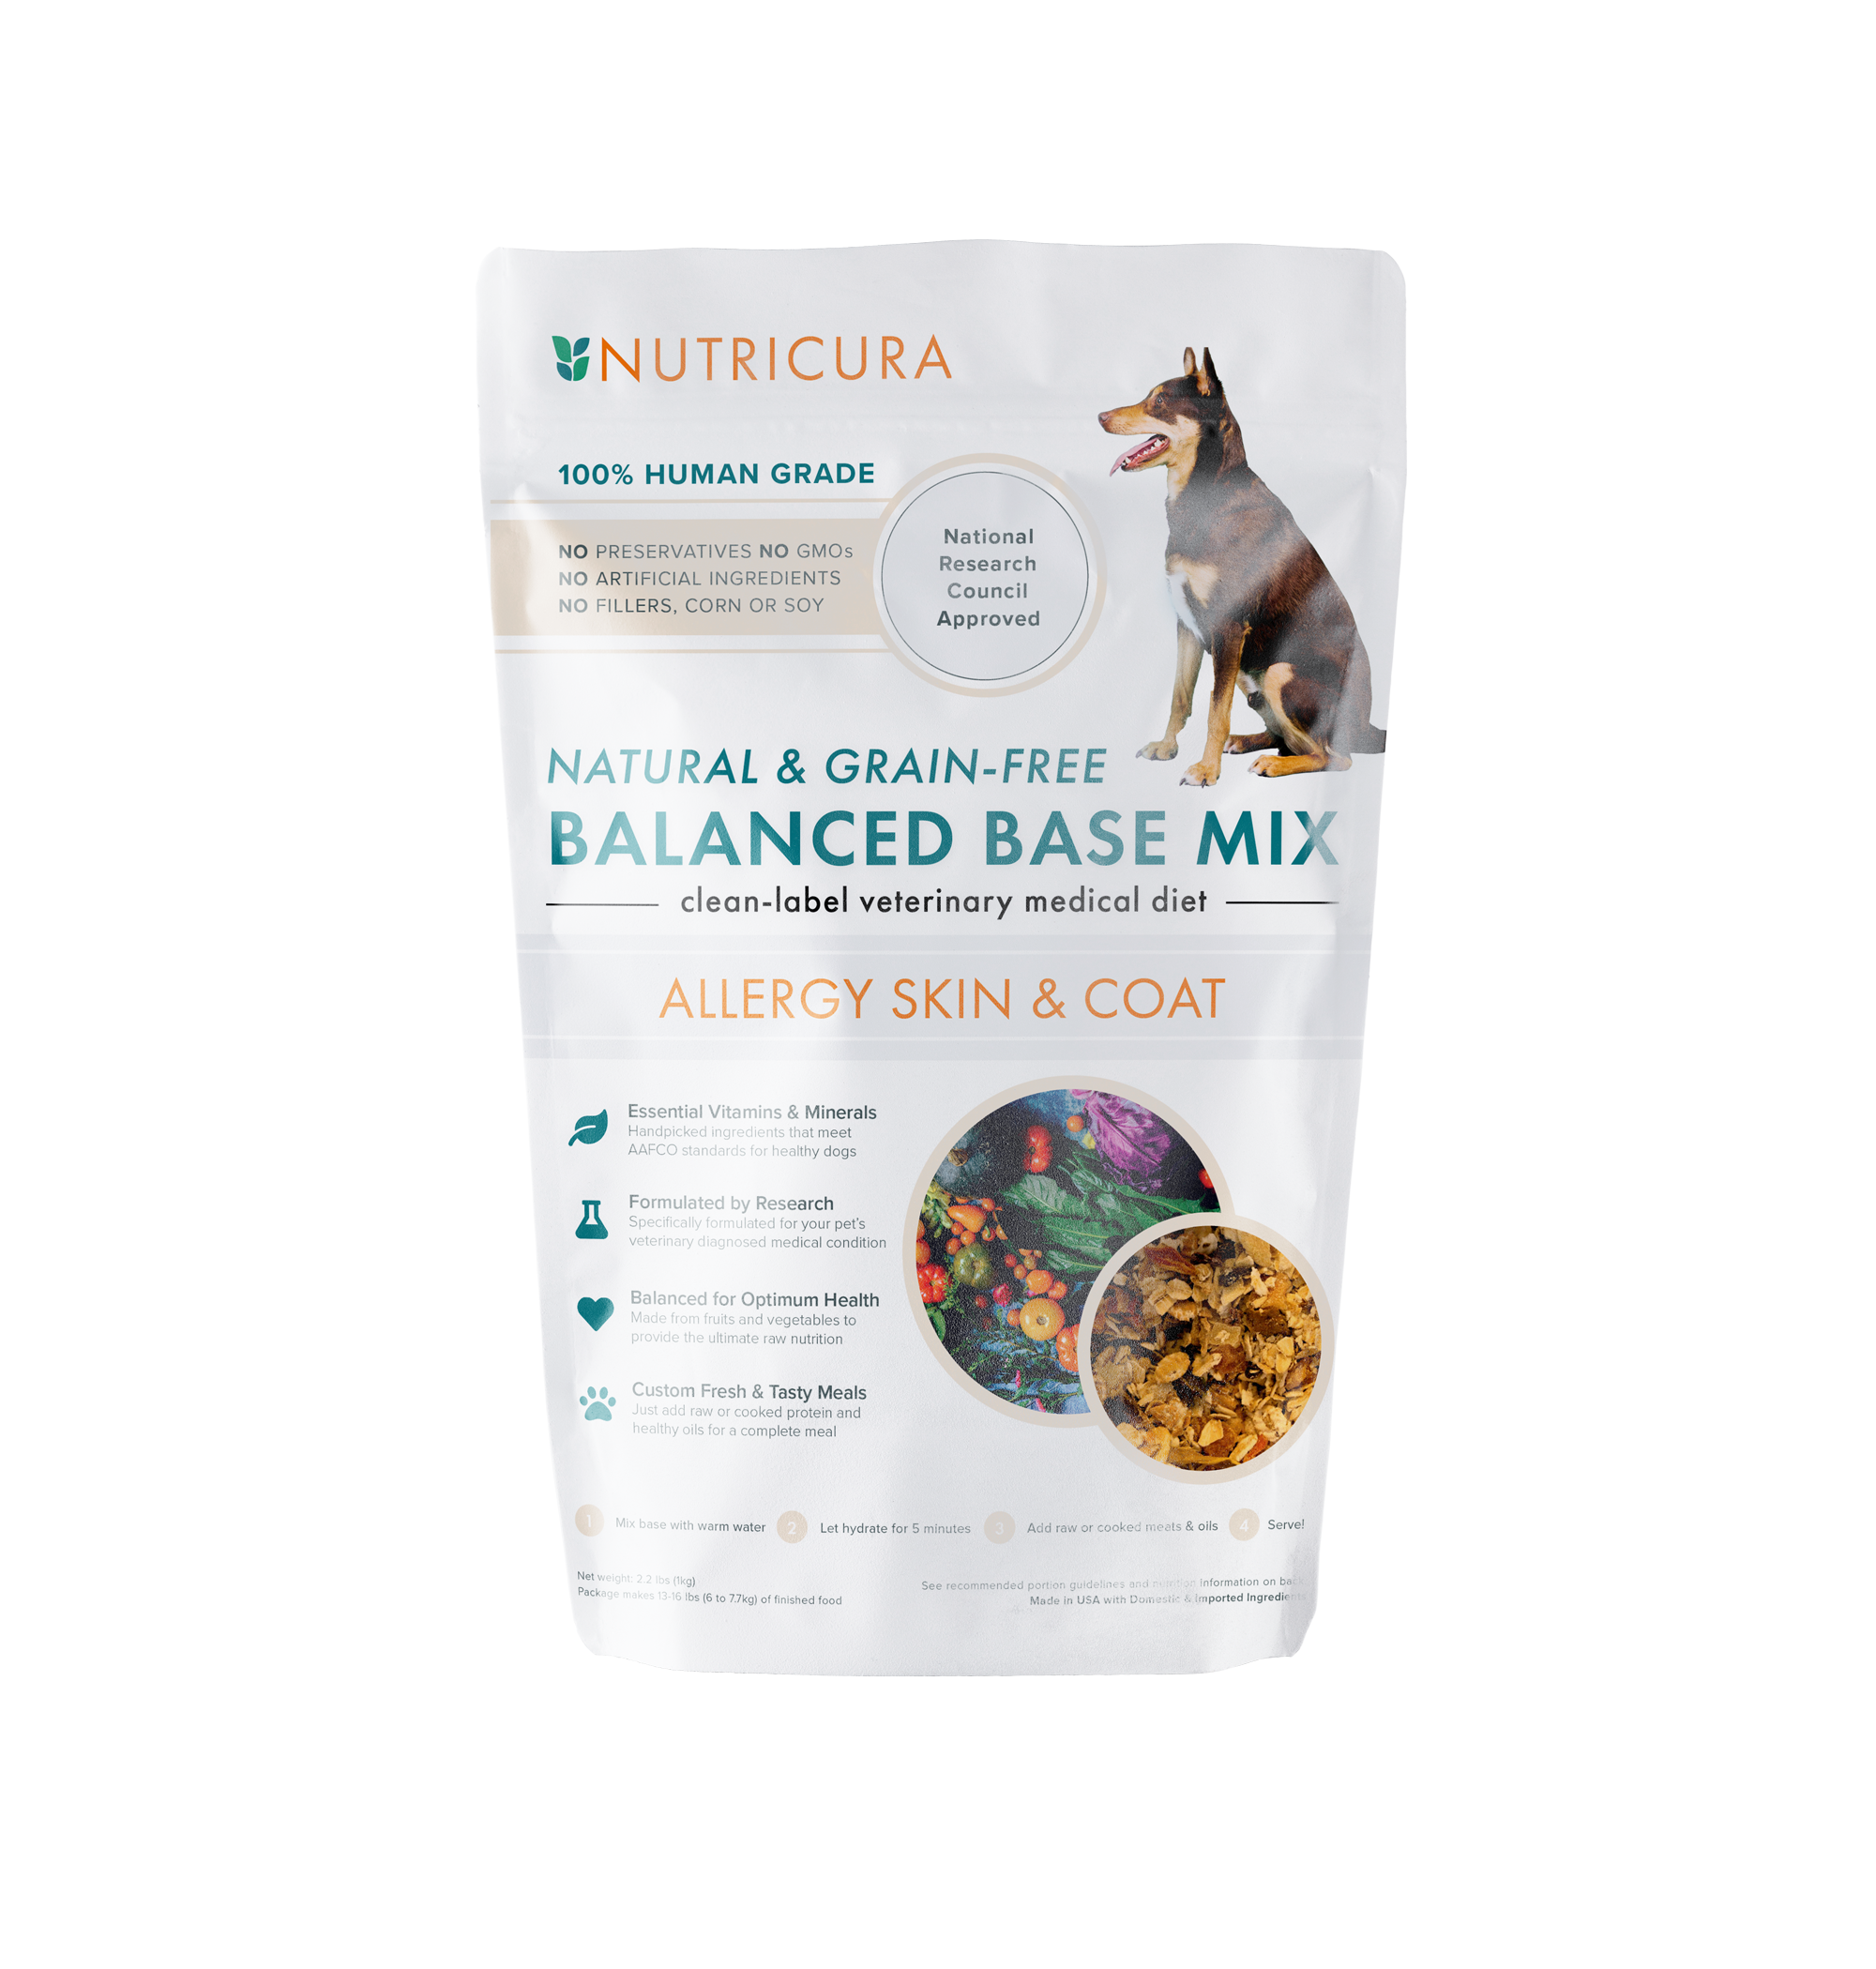 NUTRICURA
100% HUMAN GRADE
NO PRESERVATIVES NO GMOs
NO ARTIFICIAL INGREDIENTS
NO FILLERS, CORN OR SOY
National
Research
Council
Approved
NATURAL & GRAIN-FREE
BALANCED BASE MIX
clean-label veterinary medical diet
ALLERGY SKIN & COAT
Essential Vitamins & Minerals
Handpicked ingredients that meet
AAFCO standards for healthy dogs
Formulated by Research
Specifically formulated for your pet's
veterinary diagnosed medical condition
Balanced for Optimum Health
Made from fruits and vegetables to
provide the ultimate raw nutrition
Custom Fresh & Tasty Meals
Just add raw or cooked protein and
healthy oils for a complete meal
1 Mix base with warm water 2 Let hydrate for 5 minutes 3 Add raw or cooked meats & oils 4 Serve!
Net weight: 2.2 lbs (1kg)
Package makes 13-16 lbs (6 to 7.7kg) of finished food
See recommended portion guidelines and nutrition information on back
Made in USA with Domestic & Imported Ingredients